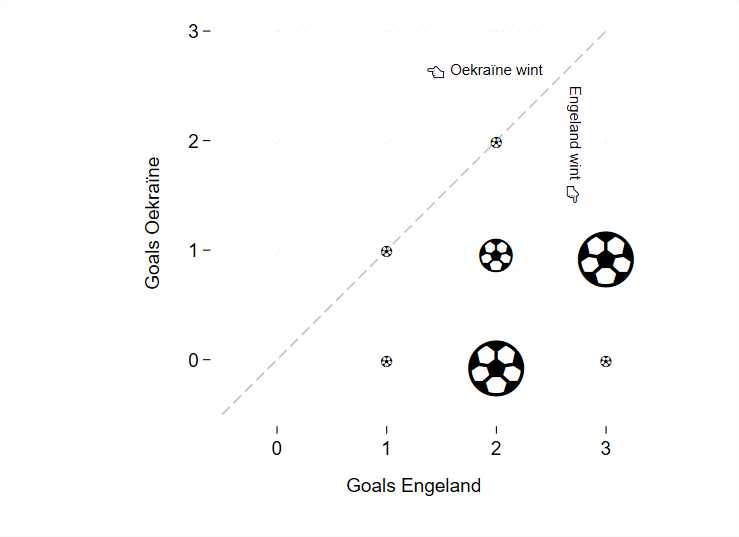 3
Oekraïne wint
Engeland wint
2
Goals Oekraïne
1
0
0 1 2 3
Goals Engeland